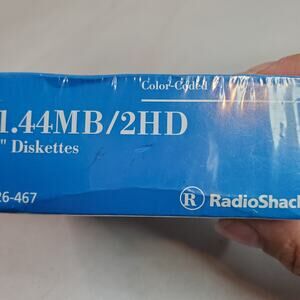 Color-Coded
1.44MB/2HD
" Diskettes
26-467
R RadioShack